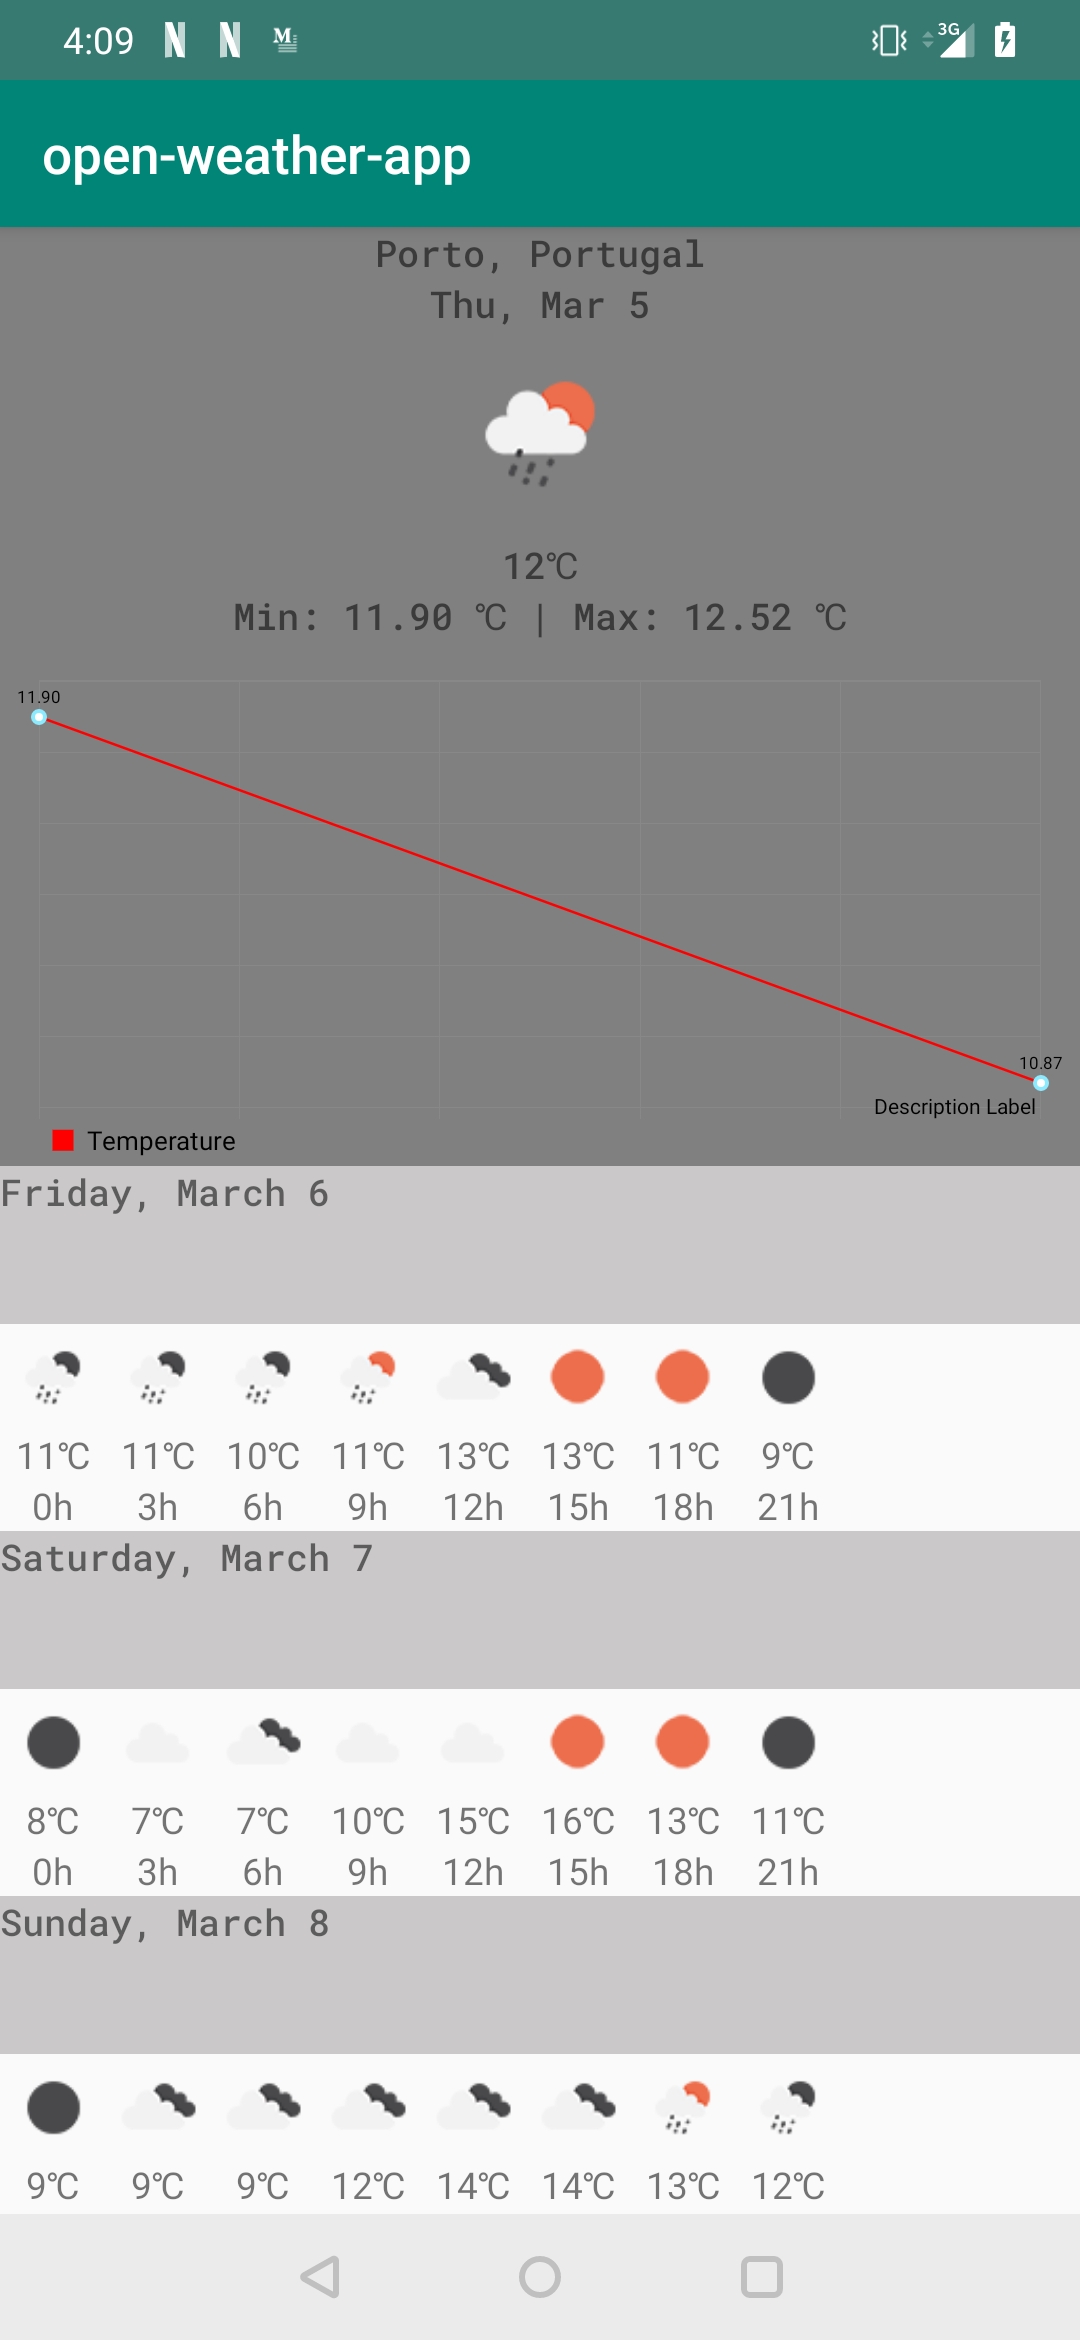 4:09 N N M 3G
open-weather-app
Porto, Portugal
Thu, Mar 5
12℃
Min: 11.90 ℃ | Max: 12.52 ℃
11.90
10.87
Description Label
Temperature
Friday, March 6
11℃ 11℃ 10℃ 11℃ 13℃ 13℃ 11℃ 9℃
0h 3h 6h 9h 12h 15h 18h 21h
Saturday, March 7
8℃ 7℃ 7℃ 10℃ 15℃ 16℃ 13℃ 11℃
0h 3h 6h 9h 12h 15h 18h 21h
Sunday, March 8
9℃ 9℃ 9℃ 12℃ 14℃ 14℃ 13℃ 12℃